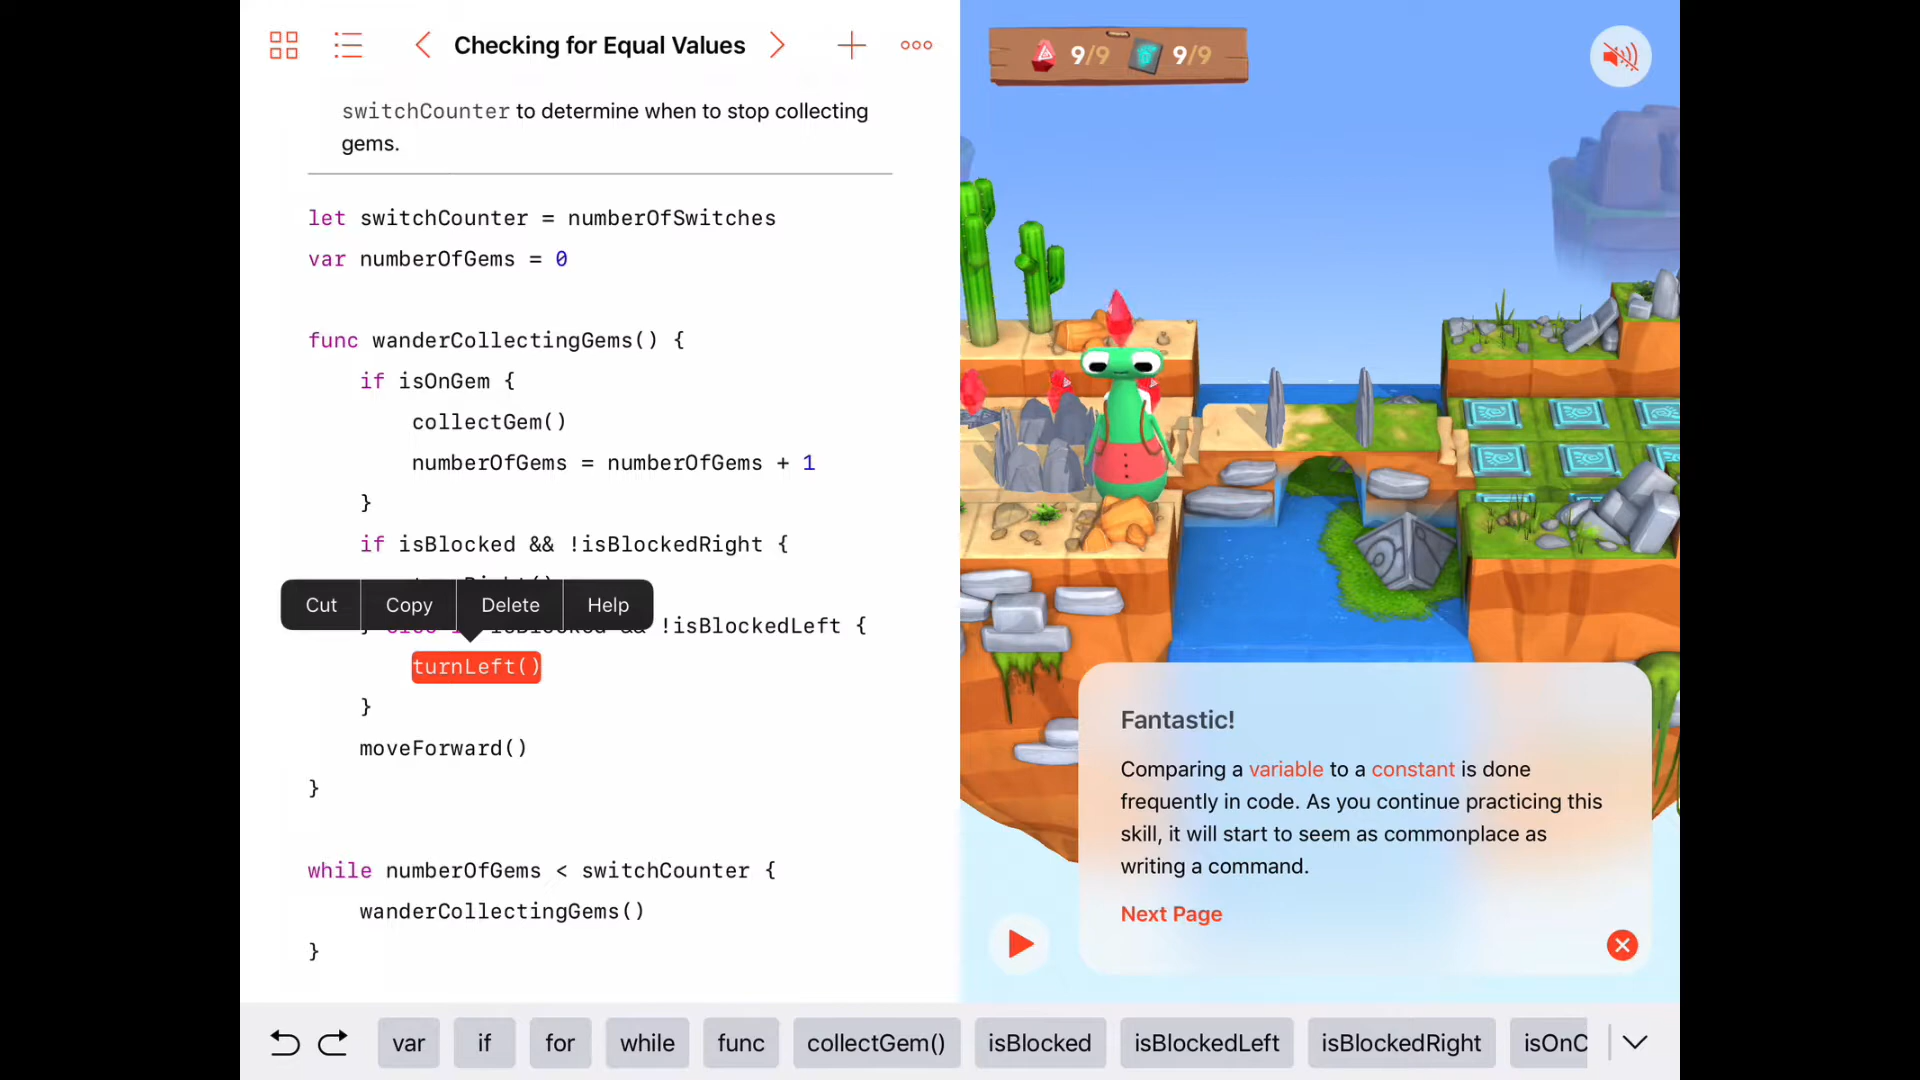 Checking for Equal Values
switchCounter to determine when to stop collecting
gems.
let switchCounter = numberOfSwitches
var numberOfGems = 0
func wanderCollectingGems() {
if isOnGem {
collectGem()
numberOfGems = numberOfGems + 1
}
if isBlocked && !isBlockedRight {
Cut Copy Delete Help
!isBlockedLeft {
turnLeft()
}
moveForward()
}
while numberOfGems < switchCounter {
wanderCollectingGems()
}
9/9 9/9
Fantastic!
Comparing a variable to a constant is done
frequently in code. As you continue practicing this
skill, it will start to seem as commonplace as
writing a command.
Next Page
var if for while func collectGem() isBlocked isBlockedLeft isBlockedRight